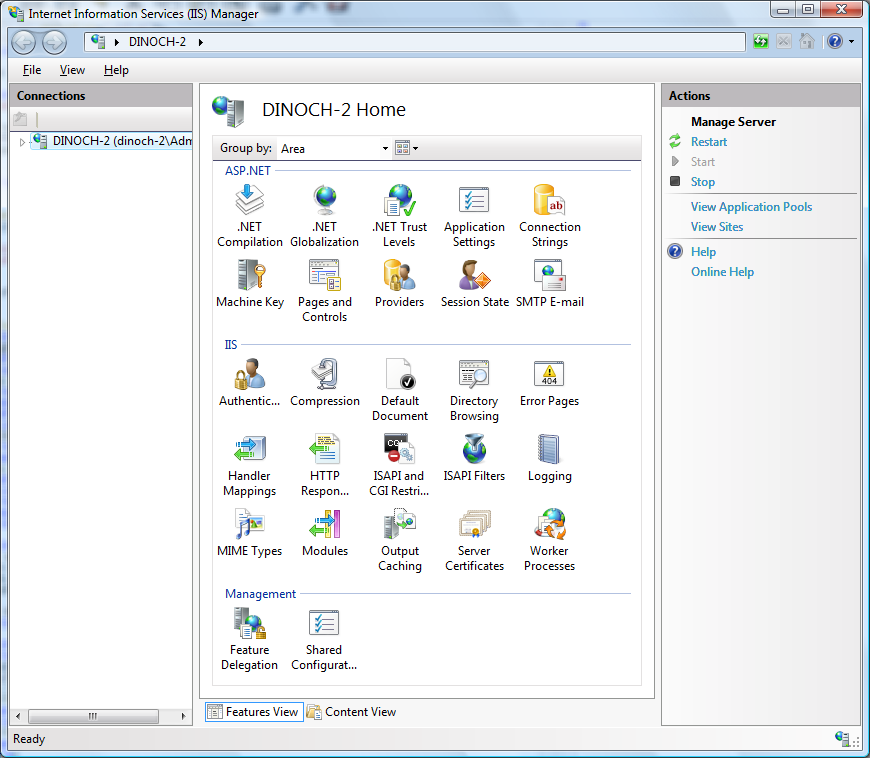 Internet Information Services (IIS) Manager
DINOCH-2
File View Help
Connections
DINOCH-2 (dinoch-2\Adm
DINOCH-2 Home
Group by: Area
ASP.NET
.NET Compilation
.NET Globalization
.NET Trust Levels
Application Settings
Connection Strings
ab
Machine Key
Pages and Controls
Providers
Session State
SMTP E-mail
IIS
Authentic...
Compression
Default Document
Directory Browsing
Error Pages
404
Handler Mappings
HTTP Respon...
ISAPI and CGI Restri...
CGI
ISAPI Filters
Logging
MIME Types
Modules
Output Caching
Server Certificates
Worker Processes
Management
Feature Delegation
Shared Configurat...
Features View
Content View
Actions
Manage Server
Restart
Start
Stop
View Application Pools
View Sites
Help
Online Help
Ready